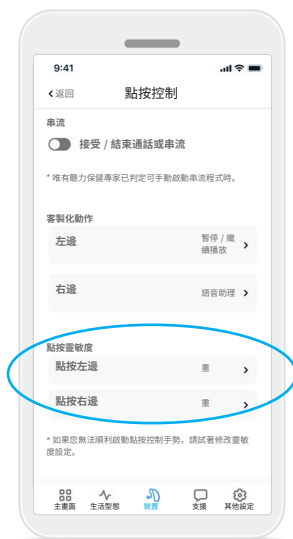 9:41
返回
點按控制
串流
接受 / 結束通話或串流
* 唯有聽力保健專家已判定可手動啟動串流程式時。
客製化動作
左邊
暫停 / 繼
續播放
右邊
語音助理
點按靈敏度
點按左邊
重
點按右邊
重
* 如果您無法順利啟動點按控制手勢，請試著修改靈敏
度設定。
主畫面 生活型態 裝置 支援 其他設定